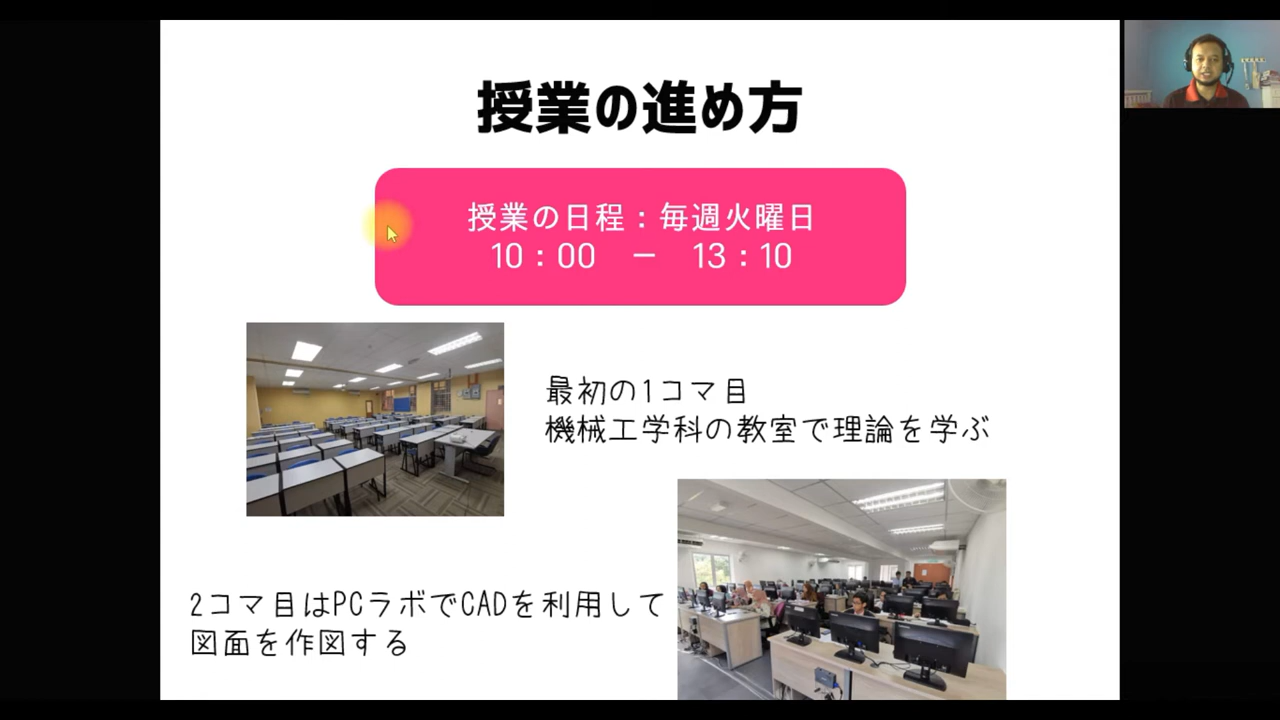 授業の進め方
授業の日程：毎週火曜日
10：00　－　13：10
最初の1コマ目
機械工学科の教室で理論を学ぶ
2コマ目はPCラボでCADを利用して
図面を作図する